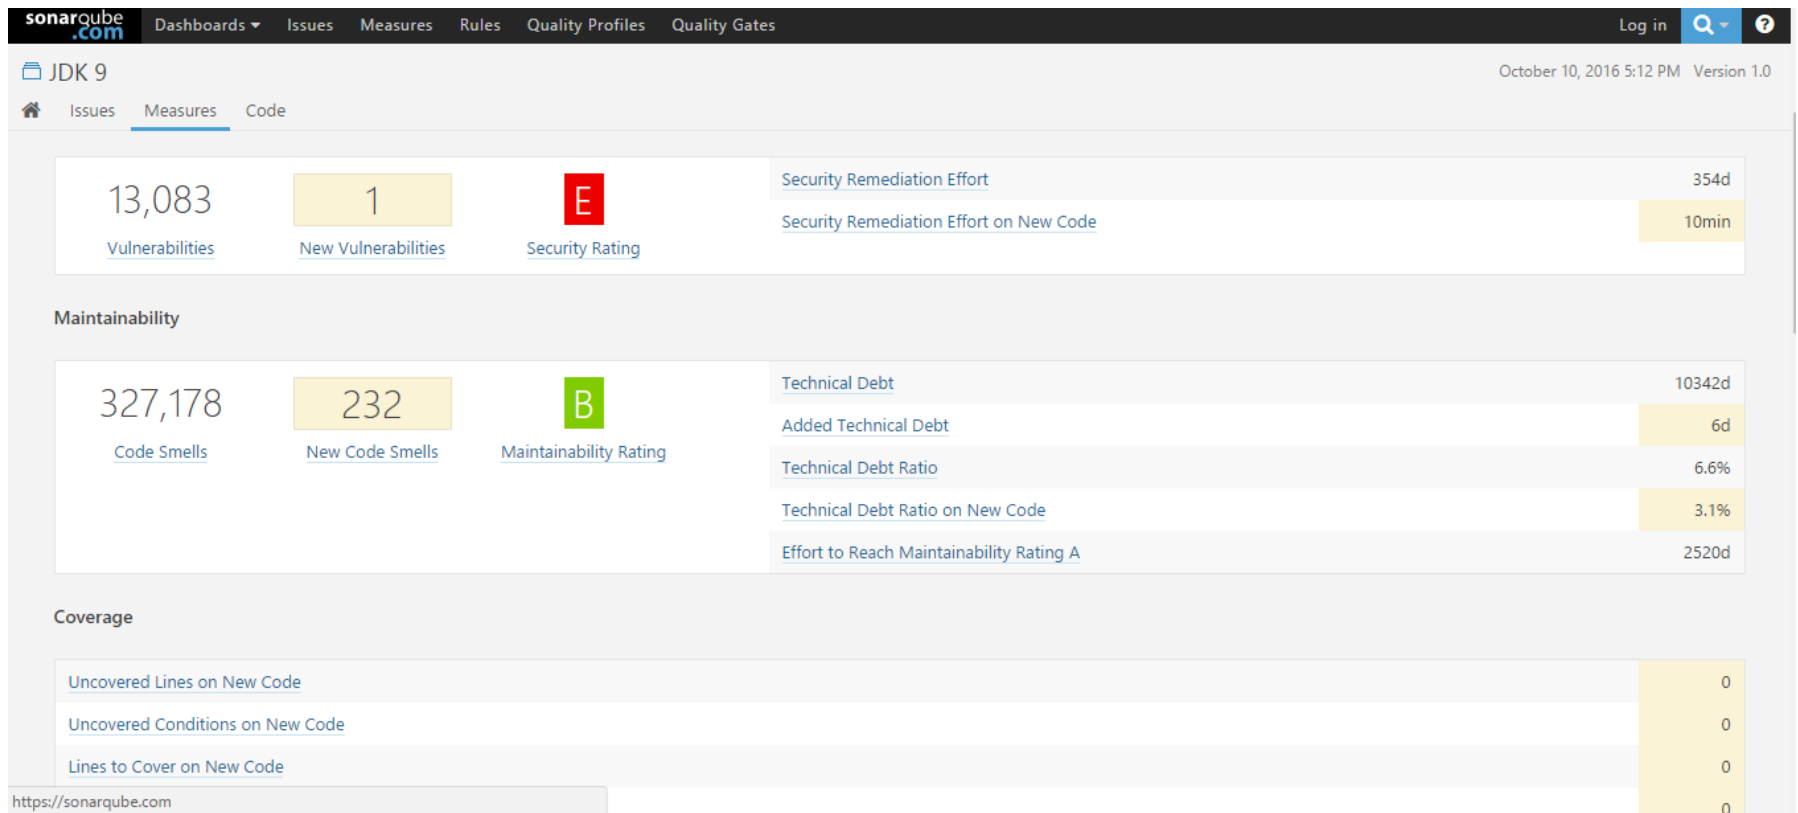 sonarqube .com Dashboards Issues Measures Rules Quality Profiles Quality Gates Log in
JDK 9 October 10, 2016 5:12 PM Version 1.0
Issues Measures Code
13,083 1 E
Vulnerabilities New Vulnerabilities Security Rating
Security Remediation Effort 354d
Security Remediation Effort on New Code 10min
Maintainability
327,178 232 B
Code Smells New Code Smells Maintainability Rating
Technical Debt 10342d
Added Technical Debt 6d
Technical Debt Ratio 6.6%
Technical Debt Ratio on New Code 3.1%
Effort to Reach Maintainability Rating A 2520d
Coverage
Uncovered Lines on New Code 0
Uncovered Conditions on New Code 0
Lines to Cover on New Code 0
0
https://sonarqube.com